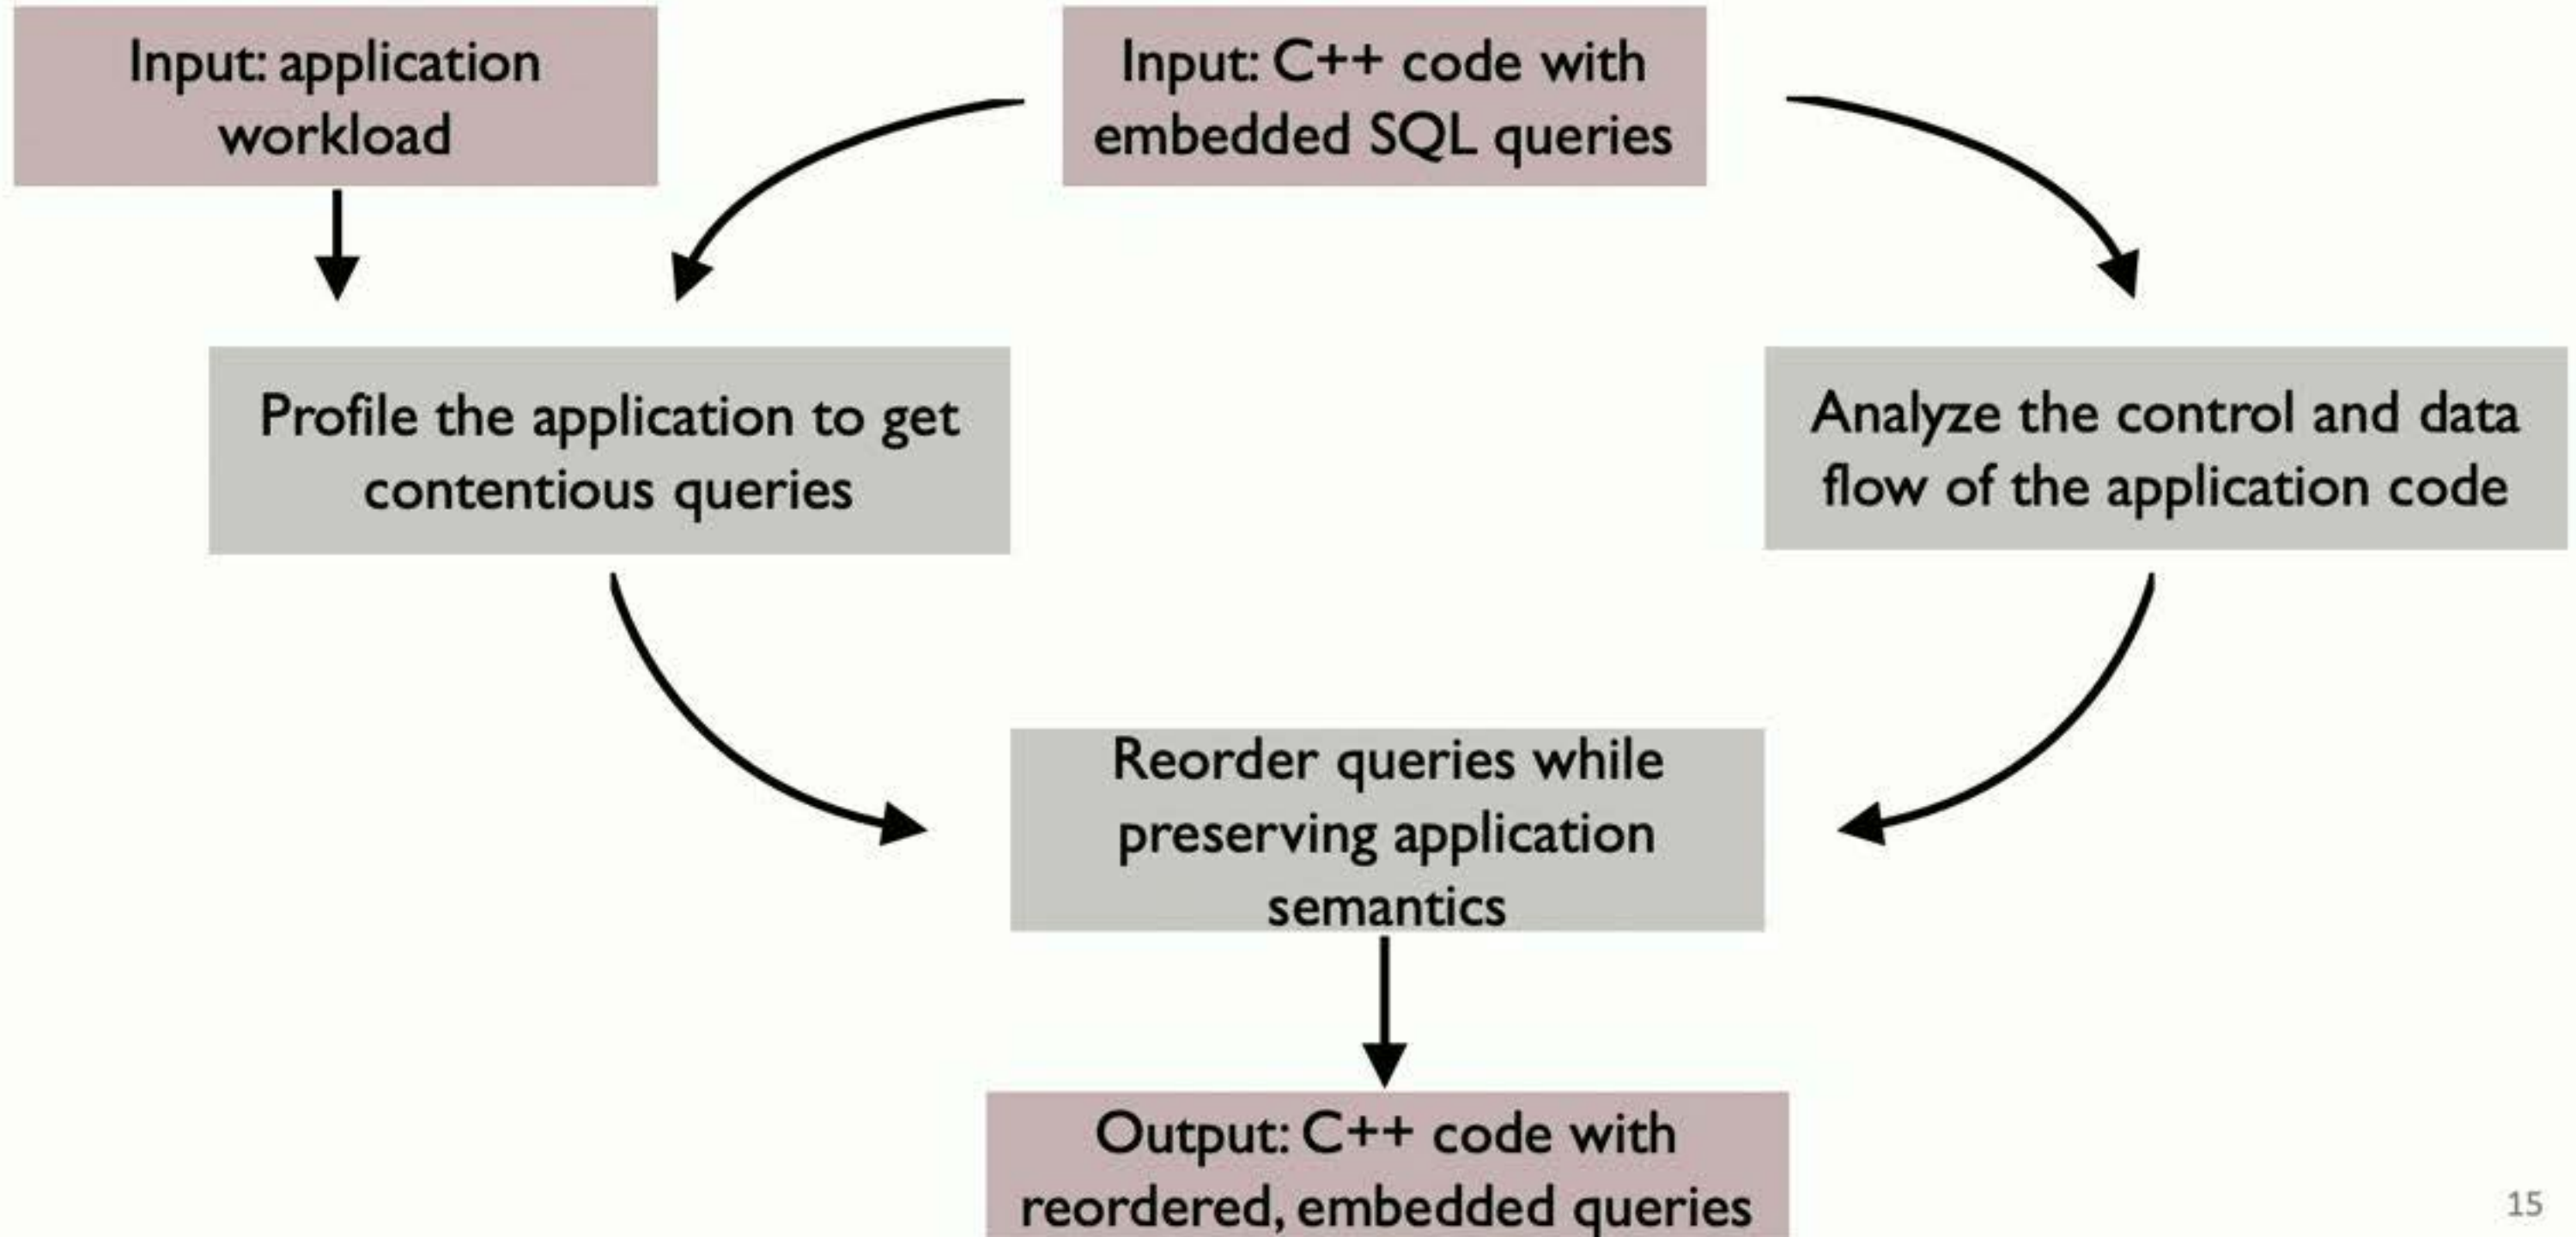 Input: application
workload
Input: C++ code with
embedded SQL queries
Profile the application to get
contentious queries
Analyze the control and data
flow of the application code
Reorder queries while
preserving application
semantics
Output: C++ code with
reordered, embedded queries
15